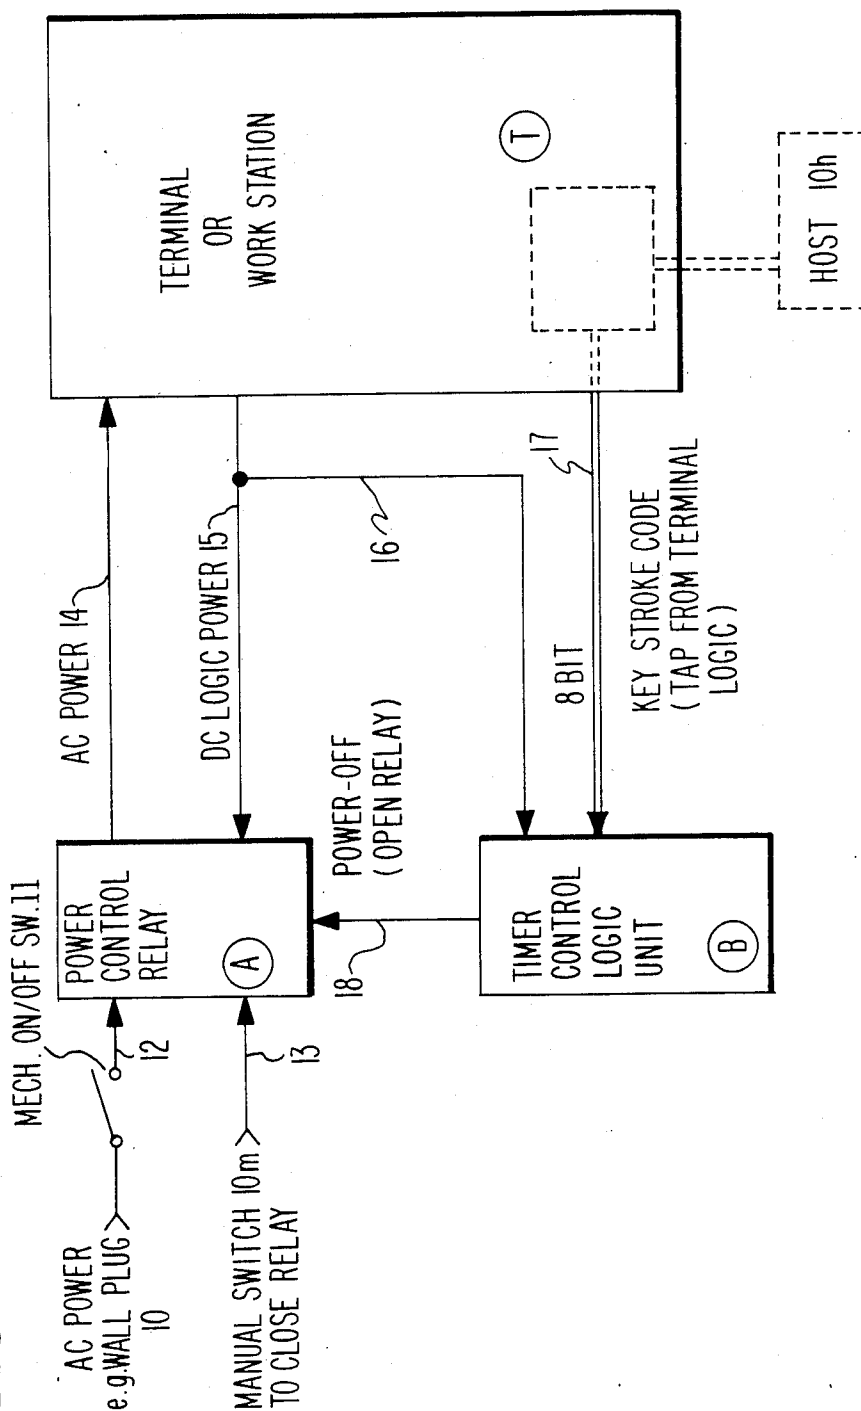 AC POWER
e.g. WALL PLUG
10
MECH. ON/OFF SW. 11
12
MANUAL SWITCH 10m
TO CLOSE RELAY
13
POWER
CONTROL
RELAY
A
AC POWER 14
DC LOGIC POWER 15
16
POWER-OFF
(OPEN RELAY)
18
TIMER
CONTROL
LOGIC
UNIT
B
8 BIT
17
KEY STROKE CODE
(TAP FROM TERMINAL
LOGIC)
TERMINAL
OR
WORK STATION
T
HOST 10h